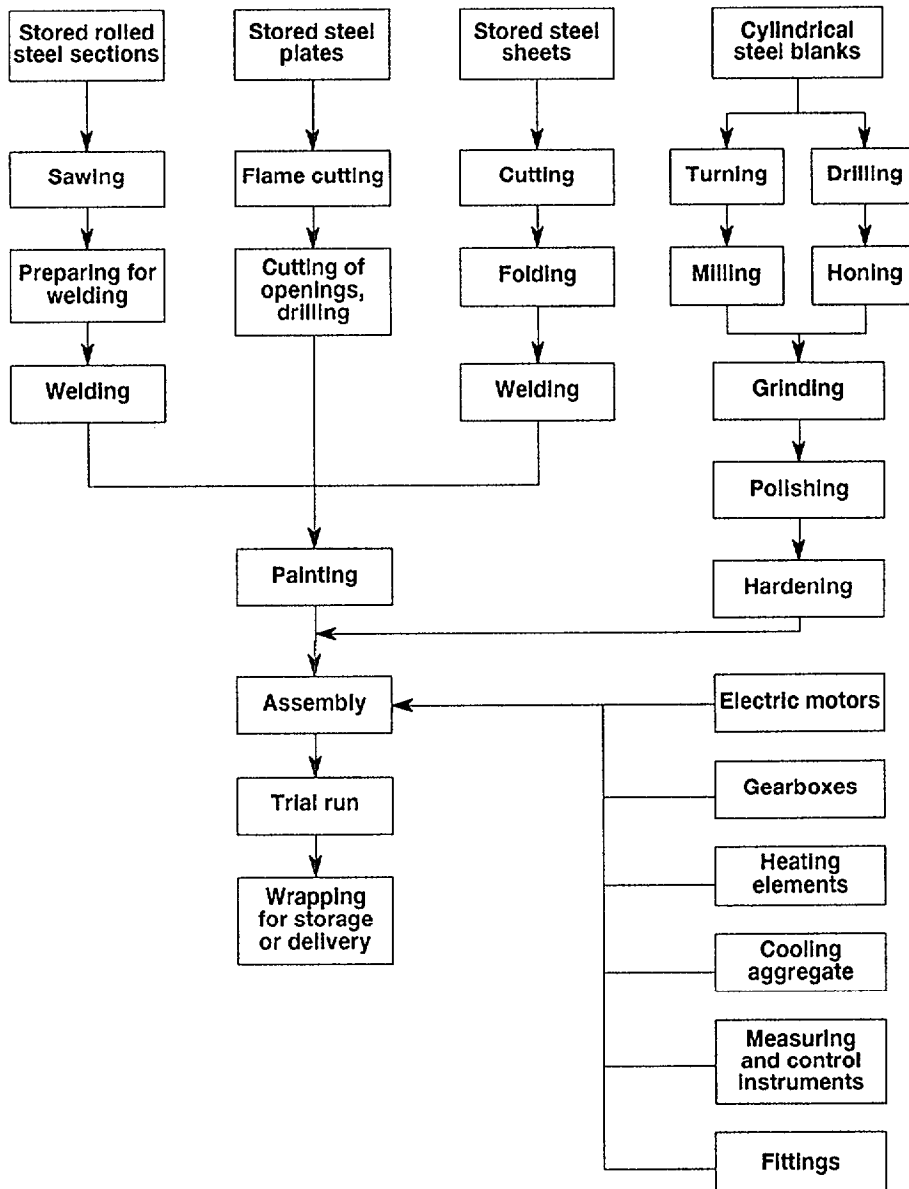 Stored rolled
steel sections
Stored steel
plates
Stored steel
sheets
Cylindrical
steel blanks
Sawing
Flame cutting
Cutting
Turning
Drilling
Preparing for
welding
Cutting of
openings,
drilling
Folding
Milling
Honing
Welding
Welding
Grinding
Polishing
Painting
Hardening
Assembly
Electric motors
Trial run
Gearboxes
Wrapping
for storage
or delivery
Heating
elements
Cooling
aggregate
Measuring
and control
instruments
Fittings